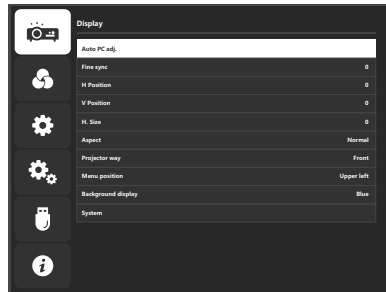 Display
Auto PC adj.
Fine sync 0
H Position 0
V Position 0
H. Size 0
Aspect Normal
Projector way Front
Menu position Upper left
Background display Blue
System